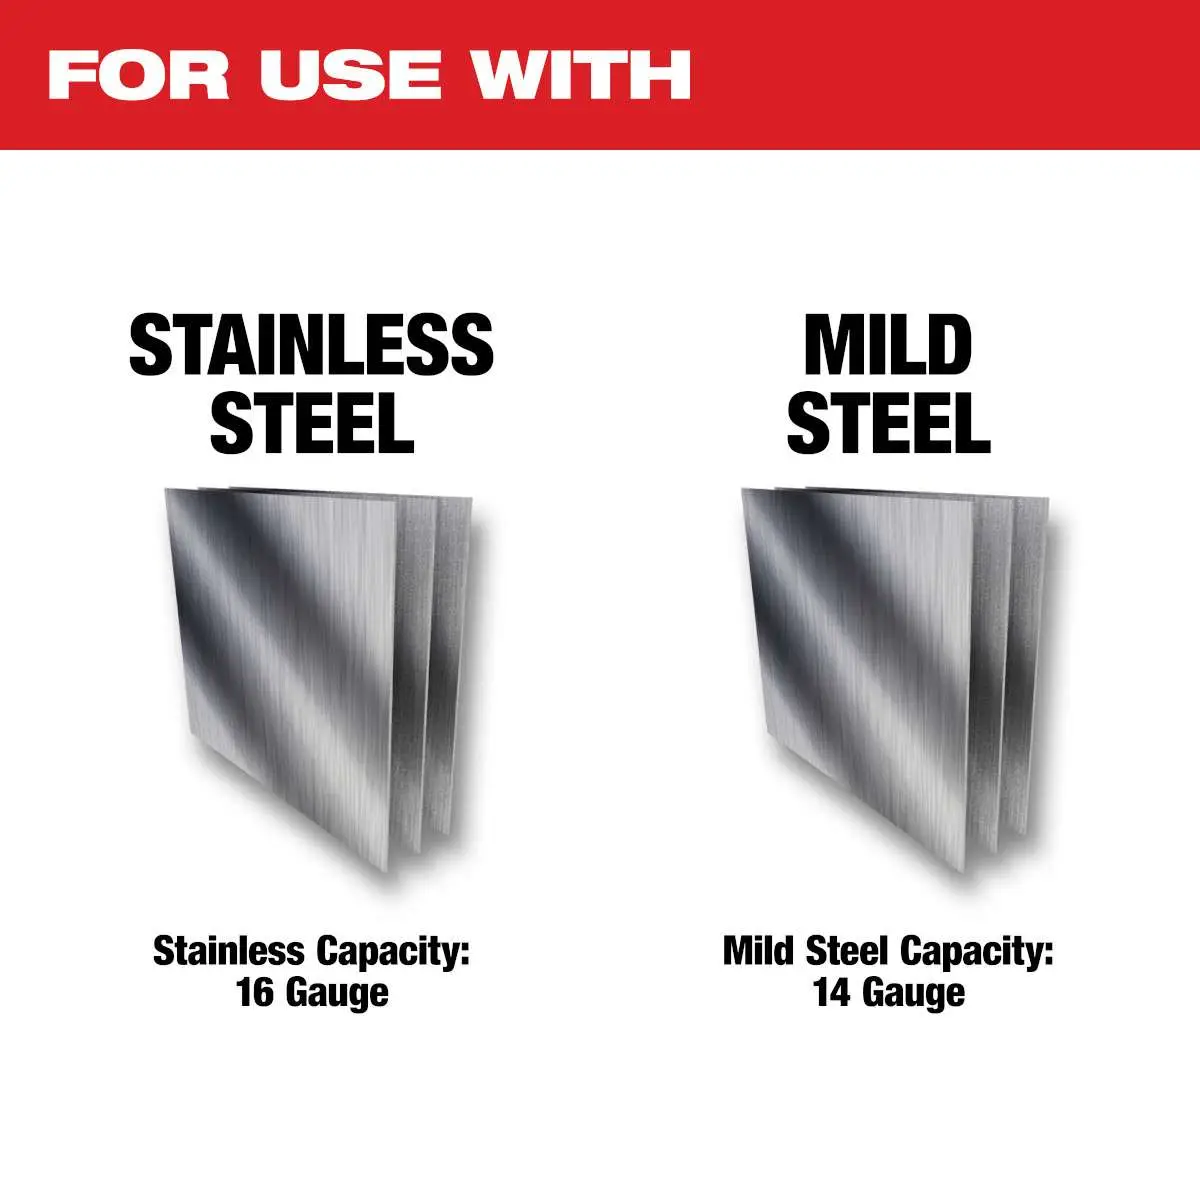 FOR USE WITH
STAINLESS
STEEL
MILD
STEEL
Stainless Capacity:
16 Gauge
Mild Steel Capacity:
14 Gauge